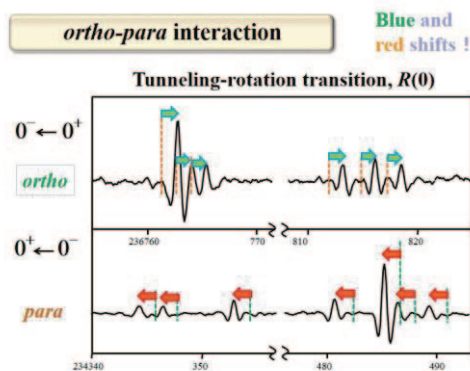 ortho-para interaction
Blue and
red shifts !
Tunneling-rotation transition, R(0)
0⁻ ← 0⁺
ortho
236760 770 810 820
0⁺ ← 0⁻
para
234340 350 480 490